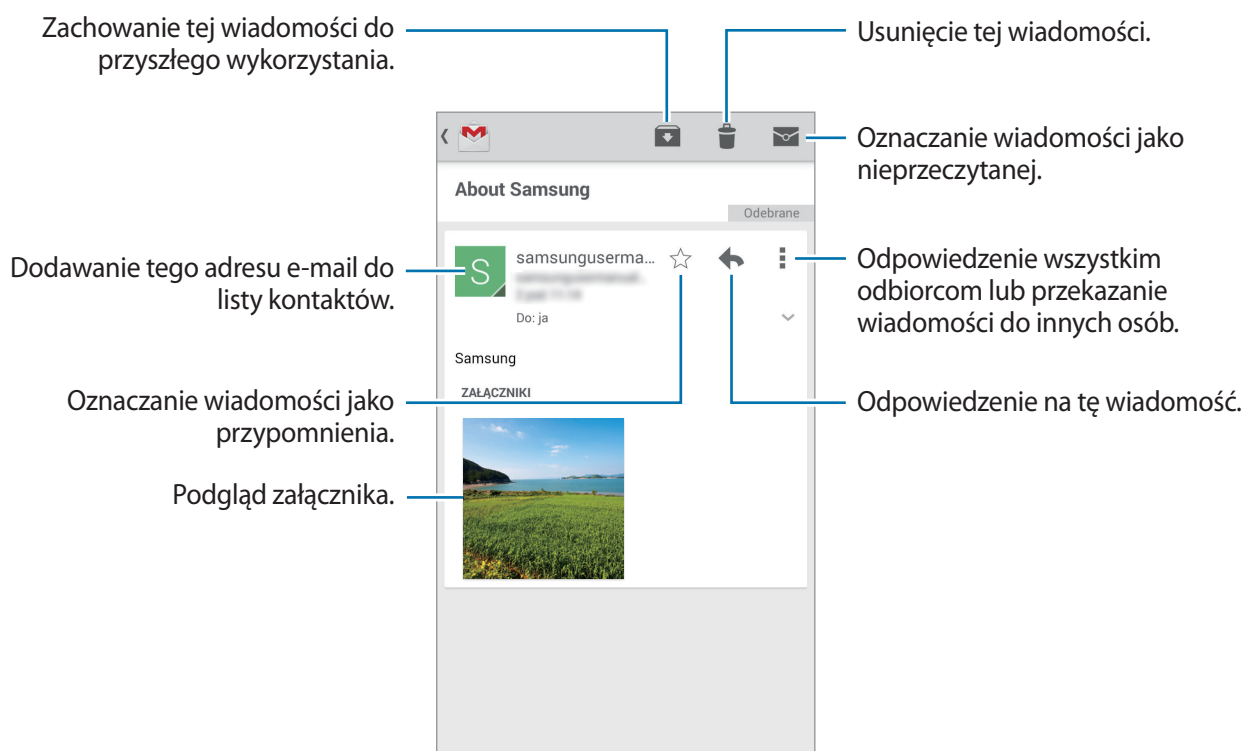 Zachowanie tej wiadomości do
przyszłego wykorzystania.
Usunięcie tej wiadomości.
Oznaczanie wiadomości jako
nieprzeczytanej.
About Samsung
Odebrane
Dodawanie tego adresu e-mail do
listy kontaktów.
S
samsunguserma...
Do: ja
Odpowiedzenie wszystkim
odbiorcom lub przekazanie
wiadomości do innych osób.
Samsung
ZAŁĄCZNIKI
Oznaczanie wiadomości jako
przypomnienia.
Odpowiedzenie na tę wiadomość.
Podgląd załącznika.